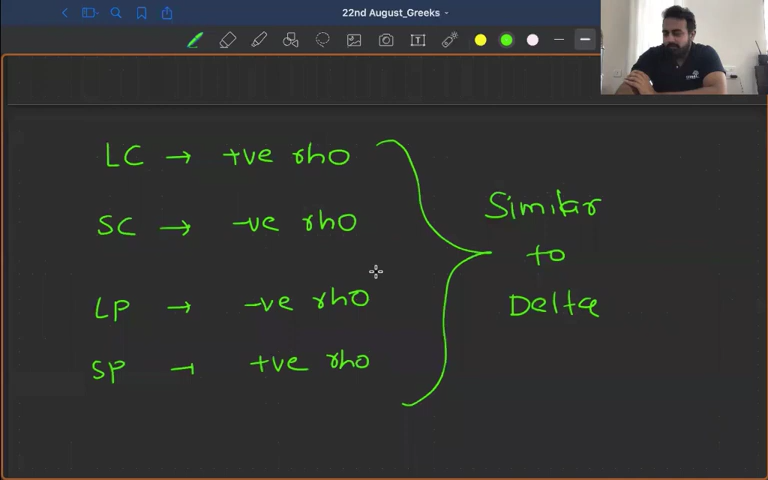 22nd August_Greeks
LC → +ve rho
SC → -ve rho
LP → -ve rho
SP → +ve rho
Similar
to
Delta